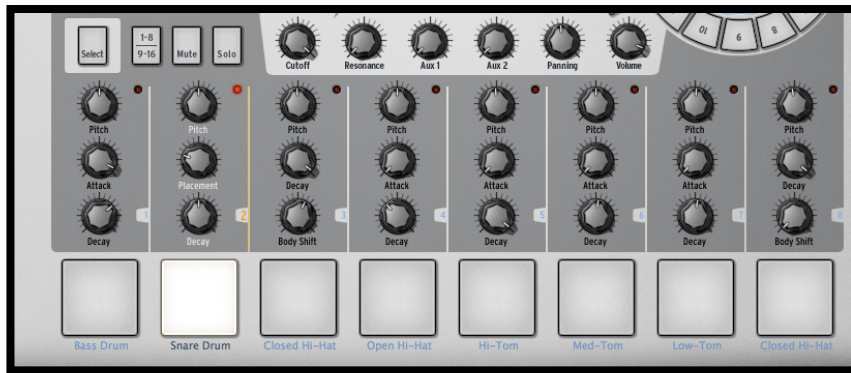 10 9 8
Select 1-8 9-16 Mute Solo
Cutoff Resonance Aux 1 Aux 2 Panning Volume
Pitch Pitch Pitch Pitch Pitch Pitch Pitch Pitch
Attack Placement Decay Attack Attack Attack Attack Decay
1 2 3 4 5 6 7 8
Decay Decay Body Shift Decay Decay Decay Decay Body Shift
Bass Drum Snare Drum Closed Hi-Hat Open Hi-Hat Hi-Tom Med-Tom Low-Tom Closed Hi-Hat